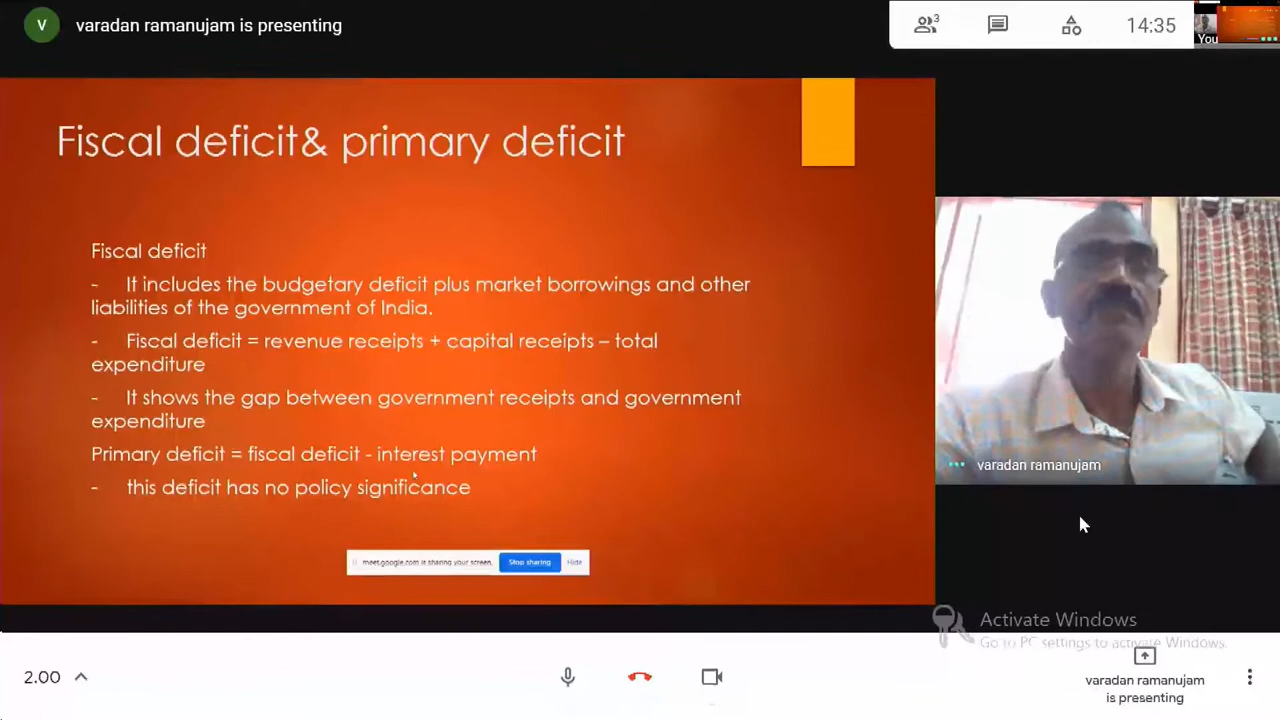 V varadan ramanujam is presenting
3
14:35
You
Fiscal deficit& primary deficit
Fiscal deficit
- It includes the budgetary deficit plus market borrowings and other
liabilities of the government of India.
- Fiscal deficit = revenue receipts + capital receipts – total
expenditure
- It shows the gap between government receipts and government
expenditure
Primary deficit = fiscal deficit - interest payment
- this deficit has no policy significance
varadan ramanujam
meet.google.com is sharing your screen. Stop sharing Hide
Activate Windows
Go to PC settings to activate Windows.
2.00
varadan ramanujam
is presenting